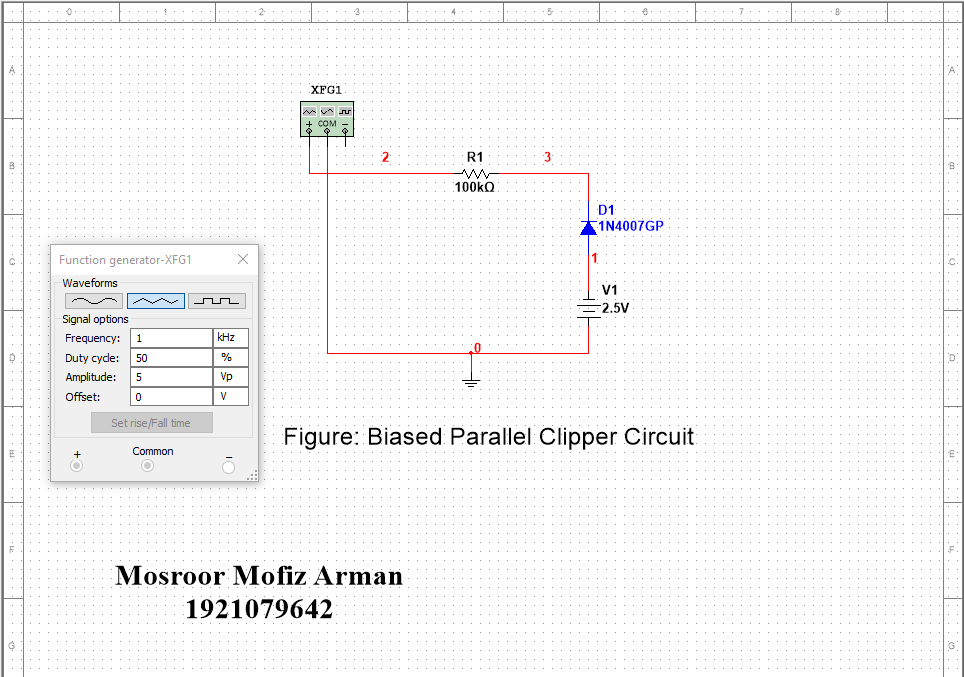 0 1 2 3 4 5 6 7 8
A A
XFG1
COM
B B
2 R1 3
100kΩ
D1
1N4007GP
C C
1
V1
2.5V
Function generator-XFG1
Waveforms
Signal options
Frequency: 1 kHz
Duty cycle: 50 %
Amplitude: 5 Vp
Offset: 0 V
Set rise/Fall time
+ Common −
D D
0
Figure: Biased Parallel Clipper Circuit
E E
F F
Mosroor Mofiz Arman
1921079642
G G